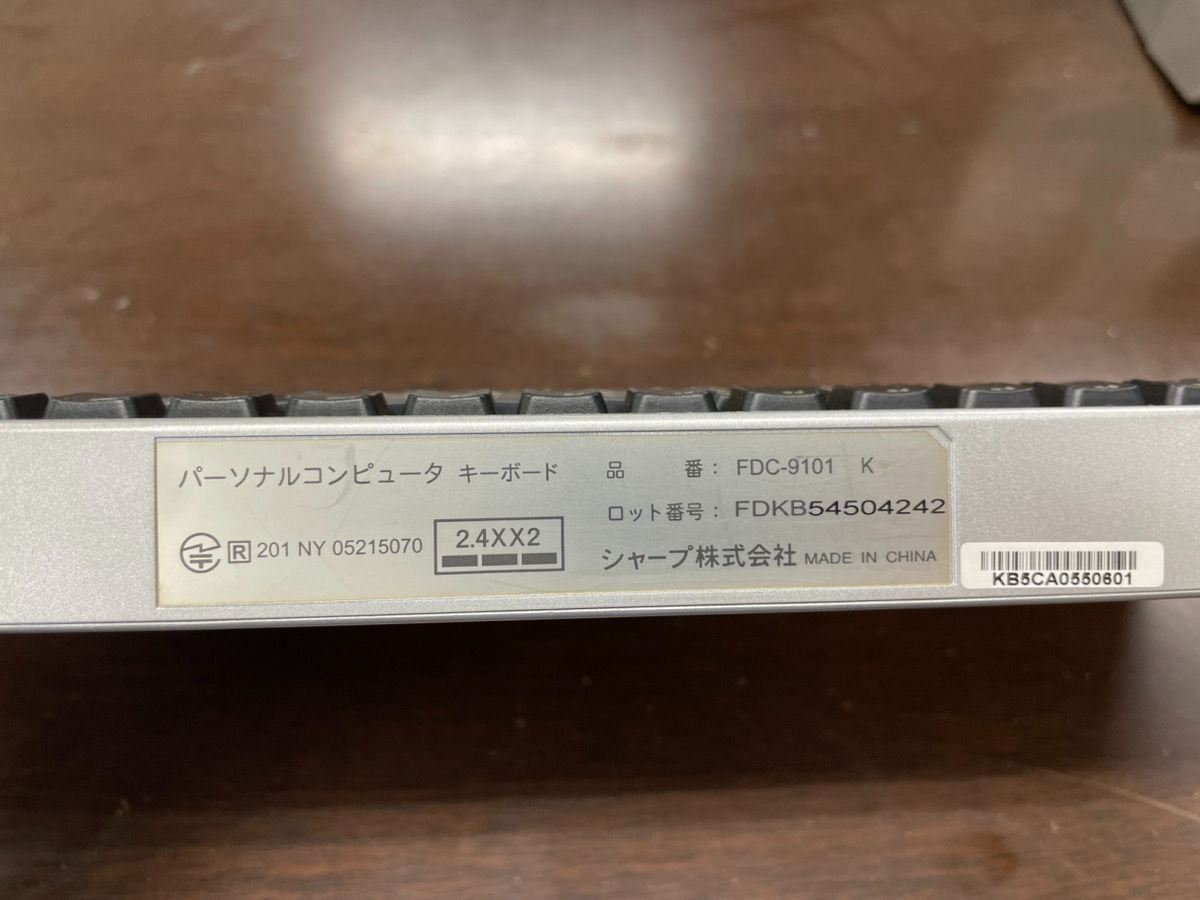 パーソナルコンピュータ キーボード
R 201 NY 05215070
2.4XX2
品 番： FDC-9101 K
ロット番号： FDKB54504242
シャープ株式会社 MADE IN CHINA
KB5CA0550601